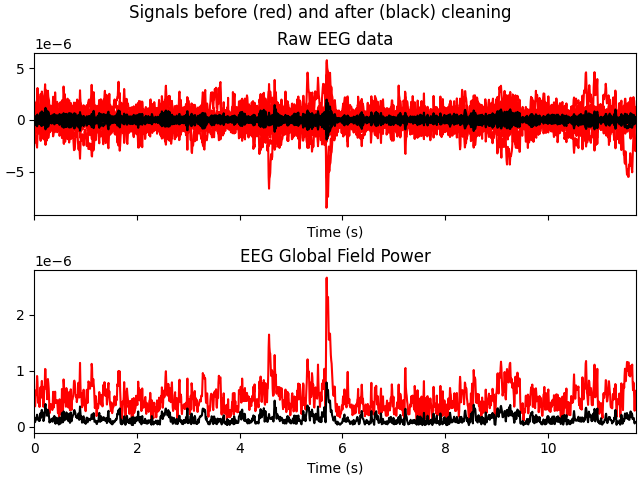 Signals before (red) and after (black) cleaning
Raw EEG data
1e−6
5
0
−5
Time (s)
EEG Global Field Power
1e−6
2
1
0
0 2 4 6 8 10
Time (s)